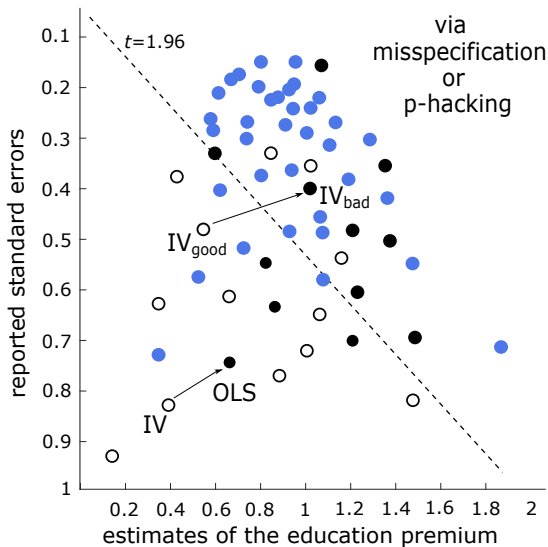 via
misspecification
or
p-hacking
t=1.96
IV_bad
IV_good
OLS
IV
reported standard errors
0.1
0.2
0.3
0.4
0.5
0.6
0.7
0.8
0.9
1
0.2 0.4 0.6 0.8 1 1.2 1.4 1.6 1.8 2
estimates of the education premium